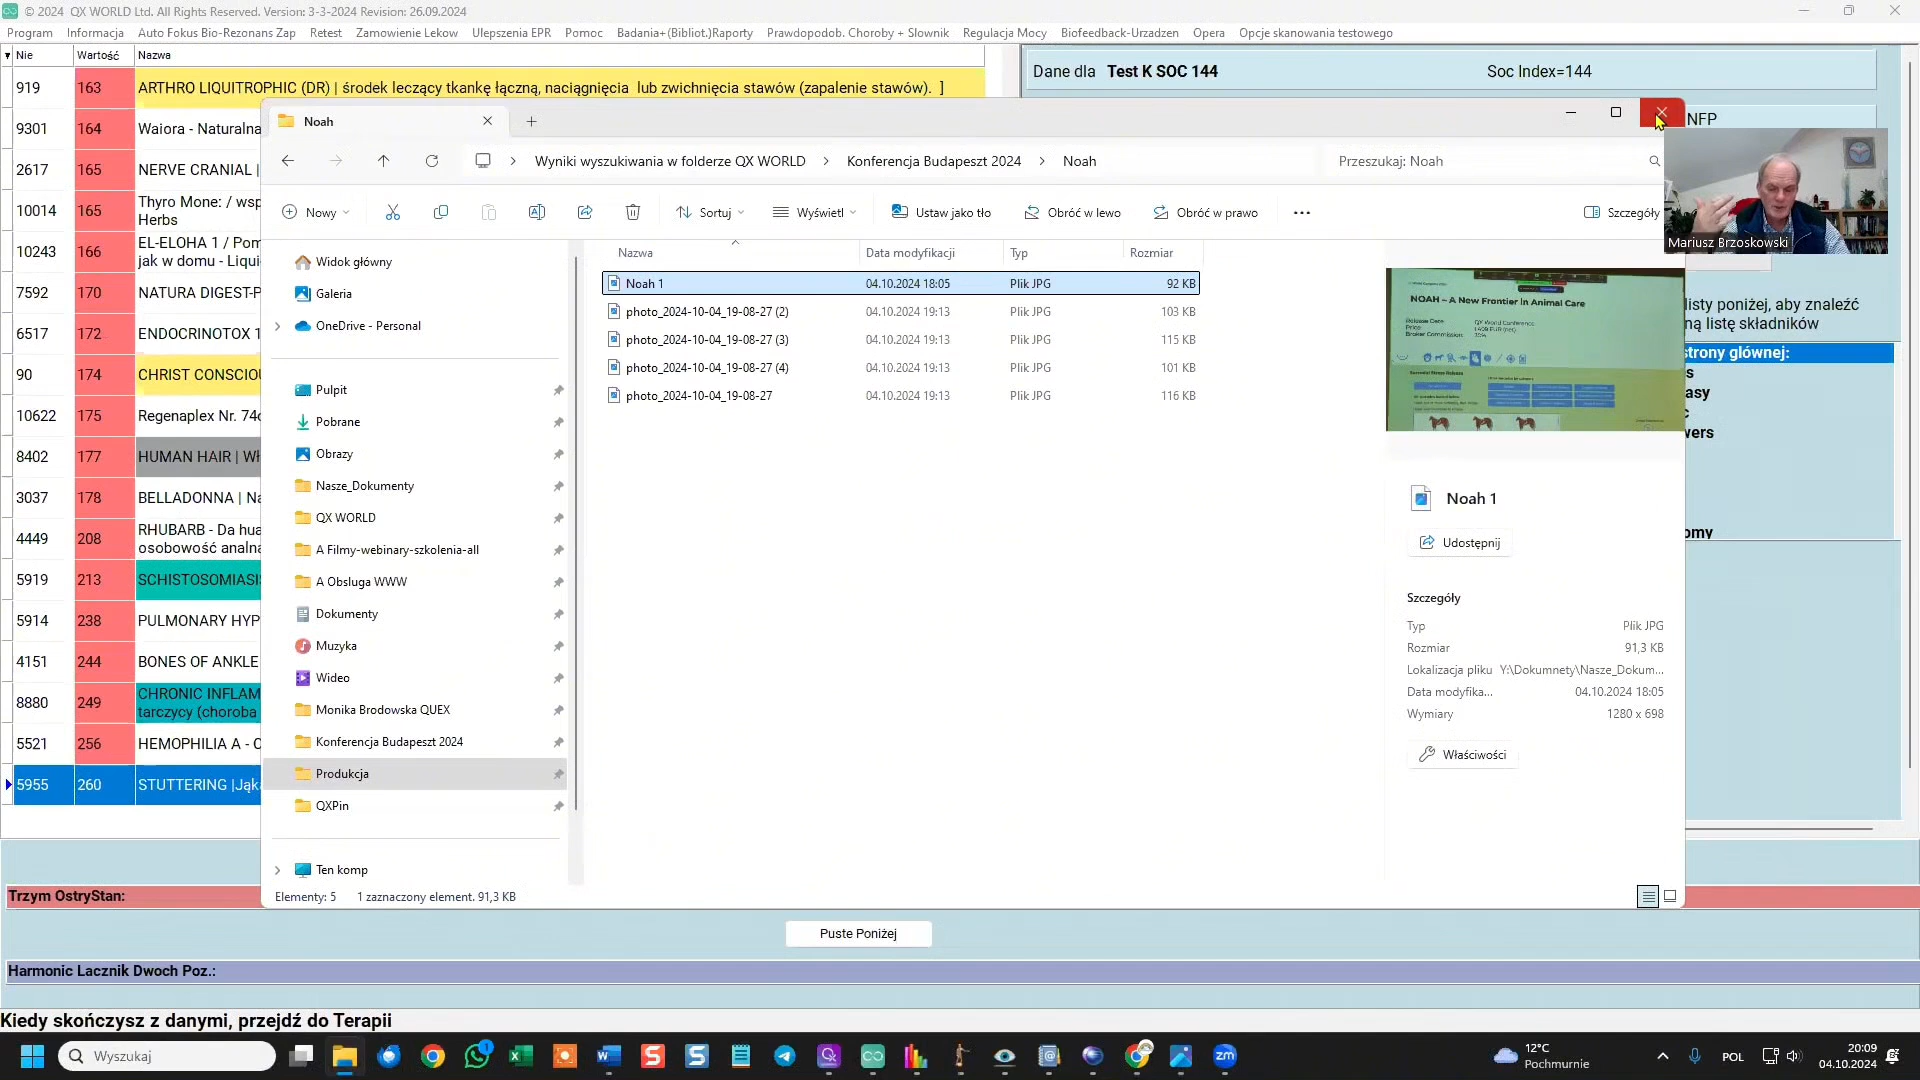 © 2024 QX WORLD Ltd. All Rights Reserved. Version: 3-3-2024 Revision: 26.09.2024
Program Informacja Auto Fokus Bio-Rezonans Zap Retest Zamowienie Lekow Ulepszenia EPR Pomoc Badania+(Bibliot.)Raporty Prawdopodob. Choroby + Slownik Regulacja Mocy Biofeedback-Urzadzen Opera Opcje skanowania testowego
Nie Wartość Nazwa
919 163 ARTHRO LIQUITROPHIC (DR) | środek leczący tkankę łączną, naciągnięcia lub zwichnięcia stawów (zapalenie stawów). ]
9301 164 Waiora - Naturalna
2617 165 NERVE CRANIAL |
10014 165 Thyro Mone: / wsp
Herbs
10243 166 EL-ELOHA 1 / Pom
jak w domu - Liqui
7592 170 NATURA DIGEST-P
6517 172 ENDOCRINOTOX 1
90 174 CHRIST CONSCIOU
10622 175 Regenaplex Nr. 74
8402 177 HUMAN HAIR | Wł
3037 178 BELLADONNA | Na
4449 208 RHUBARB - Da hua
osobowość analna
5919 213 SCHISTOSOMIASI
5914 238 PULMONARY HYP
4151 244 BONES OF ANKLE
8880 249 CHRONIC INFLAM
tarczycy (choroba
5521 256 HEMOPHILIA A - C
5955 260 STUTTERING |Jąk
Dane dla Test K SOC 144 Soc Index=144
NFP
listy poniżej, aby znaleźć
ną listę składników
strony glównej:
s
asy
c
wers
omy
Noah
Wyniki wyszukiwania w folderze QX WORLD Konferencja Budapeszt 2024 Noah Przeszukaj: Noah
Nowy Sortuj Wyświetl Ustaw jako tło Obróć w lewo Obróć w prawo Szczegóły
Widok główny
Galeria
OneDrive - Personal
Pulpit
Pobrane
Obrazy
Nasze_Dokumenty
QX WORLD
A Filmy-webinary-szkolenia-all
A Obsluga WWW
Dokumenty
Muzyka
Wideo
Monika Brodowska QUEX
Konferencja Budapeszt 2024
Produkcja
QXPin
Ten komp
Nazwa Data modyfikacji Typ Rozmiar
Noah 1 04.10.2024 18:05 Plik JPG 92 KB
photo_2024-10-04_19-08-27 (2) 04.10.2024 19:13 Plik JPG 103 KB
photo_2024-10-04_19-08-27 (3) 04.10.2024 19:13 Plik JPG 115 KB
photo_2024-10-04_19-08-27 (4) 04.10.2024 19:13 Plik JPG 101 KB
photo_2024-10-04_19-08-27 04.10.2024 19:13 Plik JPG 116 KB
Mariusz Brzoskowski
NOAH – A New Frontier in Animal Care
Release Date: QX World Conference
Price:
Broker Commission:
Noah 1
Udostępnij
Szczegóły
Typ Plik JPG
Rozmiar 91,3 KB
Lokalizacja pliku Y:\Dokumnety\Nasze_Dokum...
Data modyfika... 04.10.2024 18:05
Wymiary 1280 x 698
Właściwości
Elementy: 5 1 zaznaczony element. 91,3 KB
Trzym OstryStan:
Puste Poniżej
Harmonic Lacznik Dwoch Poz.:
Kiedy skończysz z danymi, przejdź do Terapii
Wyszukaj
1
zm
12°C
Pochmurnie
POL
20:09
04.10.2024